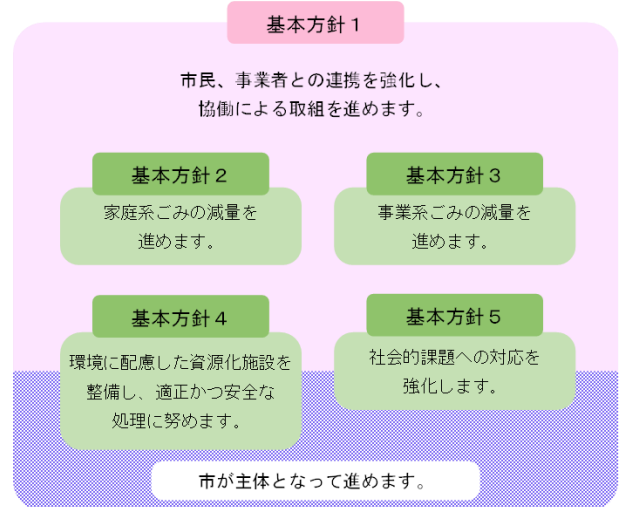 基本方針１
市民、事業者との連携を強化し、
協働による取組を進めます。
基本方針２
家庭系ごみの減量を
進めます。
基本方針３
事業系ごみの減量を
進めます。
基本方針４
環境に配慮した資源化施設を
整備し、適正かつ安全な
処理に努めます。
基本方針５
社会的課題への対応を
強化します。
市が主体となって進めます。